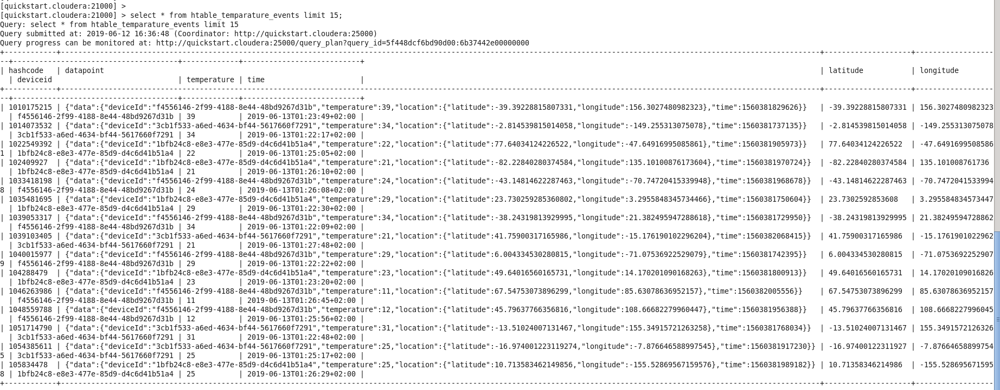 [quickstart.cloudera:21000] >
[quickstart.cloudera:21000] > select * from htable_temparature_events limit 15;
Query: select * from htable_temparature_events limit 15
Query submitted at: 2019-06-12 16:36:48 (Coordinator: http://quickstart.cloudera:25000)
Query progress can be monitored at: http://quickstart.cloudera:25000/query_plan?query_id=5f448dcf6bd90d00:6b37442e00000000
| hashcode | datapoint | latitude | longitude
| deviceid | temperature | time |
| 1010175215 | {"data":{"deviceId":"f4556146-2f99-4188-8e44-48bd9267d31b","temperature":39,"location":{"latitude":-39.39228815807331,"longitude":156.3027480982323},"time":1560381829626}} | -39.39228815807331 | 156.3027480982323
| f4556146-2f99-4188-8e44-48bd9267d31b | 39 | 2019-06-13T01:23:49+02:00 |
| 1014073532 | {"data":{"deviceId":"3cb1f533-a6ed-4634-bf44-5617660f7291","temperature":34,"location":{"latitude":-2.814539815014058,"longitude":-149.255313075078},"time":1560381737135}} | -2.814539815014058 | -149.255313075078
| 3cb1f533-a6ed-4634-bf44-5617660f7291 | 34 | 2019-06-13T01:22:17+02:00 |
| 1022549392 | {"data":{"deviceId":"1bfb24c8-e8e3-477e-85d9-d4c6d41b51a4","temperature":22,"location":{"latitude":77.64034124226522,"longitude":-47.64916995085861},"time":1560381905973}} | 77.64034124226522 | -47.6491699508586
1 | 1bfb24c8-e8e3-477e-85d9-d4c6d41b51a4 | 22 | 2019-06-13T01:25:05+02:00 |
| 102409927 | {"data":{"deviceId":"1bfb24c8-e8e3-477e-85d9-d4c6d41b51a4","temperature":21,"location":{"latitude":-82.22840280374584,"longitude":135.10100876173604},"time":1560381970724}} | -82.22840280374584 | 135.101008761736
| 1bfb24c8-e8e3-477e-85d9-d4c6d41b51a4 | 21 | 2019-06-13T01:26:10+02:00 |
| 1033418198 | {"data":{"deviceId":"f4556146-2f99-4188-8e44-48bd9267d31b","temperature":24,"location":{"latitude":-43.14814622287463,"longitude":-70.74720415339948},"time":1560381968678}} | -43.14814622287463 | -70.7472041533994
8 | f4556146-2f99-4188-8e44-48bd9267d31b | 24 | 2019-06-13T01:26:08+02:00 |
| 1035481695 | {"data":{"deviceId":"1bfb24c8-e8e3-477e-85d9-d4c6d41b51a4","temperature":29,"location":{"latitude":23.730259285360802,"longitude":3.2955848345734466},"time":1560381750604}} | 23.7302592853608 | 3.295584834573447
| 1bfb24c8-e8e3-477e-85d9-d4c6d41b51a4 | 29 | 2019-06-13T01:22:30+02:00 |
| 1039053317 | {"data":{"deviceId":"f4556146-2f99-4188-8e44-48bd9267d31b","temperature":34,"location":{"latitude":-38.24319813929995,"longitude":21.382495947288618},"time":1560381729950}} | -38.24319813929995 | 21.38249594728862
| f4556146-2f99-4188-8e44-48bd9267d31b | 34 | 2019-06-13T01:22:09+02:00 |
| 1039103405 | {"data":{"deviceId":"3cb1f533-a6ed-4634-bf44-5617660f7291","temperature":21,"location":{"latitude":41.75900317165986,"longitude":-15.176190102296204},"time":1560382068415}} | 41.75900317165986 | -15.1761901022962
| 3cb1f533-a6ed-4634-bf44-5617660f7291 | 21 | 2019-06-13T01:27:48+02:00 |
| 1040015977 | {"data":{"deviceId":"f4556146-2f99-4188-8e44-48bd9267d31b","temperature":29,"location":{"latitude":6.004334530280815,"longitude":-71.07536922529079},"time":1560381742395}} | 6.004334530280815 | -71.0753692252907
9 | f4556146-2f99-4188-8e44-48bd9267d31b | 29 | 2019-06-13T01:22:22+02:00 |
| 104288479 | {"data":{"deviceId":"1bfb24c8-e8e3-477e-85d9-d4c6d41b51a4","temperature":23,"location":{"latitude":49.64016560165731,"longitude":14.170201090168263},"time":1560381800913}} | 49.64016560165731 | 14.17020109016826
| 1bfb24c8-e8e3-477e-85d9-d4c6d41b51a4 | 23 | 2019-06-13T01:23:20+02:00 |
| 1046263986 | {"data":{"deviceId":"f4556146-2f99-4188-8e44-48bd9267d31b","temperature":11,"location":{"latitude":67.54753073896299,"longitude":85.63078636952157},"time":1560382005556}} | 67.54753073896299 | 85.63078636952157
| f4556146-2f99-4188-8e44-48bd9267d31b | 11 | 2019-06-13T01:26:45+02:00 |
| 1048559788 | {"data":{"deviceId":"f4556146-2f99-4188-8e44-48bd9267d31b","temperature":12,"location":{"latitude":45.79637766356816,"longitude":108.66682279960447},"time":1560381956388}} | 45.79637766356816 | 108.6668227996045
| f4556146-2f99-4188-8e44-48bd9267d31b | 12 | 2019-06-13T01:25:56+02:00 |
| 1051714790 | {"data":{"deviceId":"3cb1f533-a6ed-4634-bf44-5617660f7291","temperature":31,"location":{"latitude":-13.51024007131467,"longitude":155.34915721263258},"time":1560381768034}} | -13.51024007131467 | 155.3491572126326
| 3cb1f533-a6ed-4634-bf44-5617660f7291 | 31 | 2019-06-13T01:22:48+02:00 |
| 1054385611 | {"data":{"deviceId":"3cb1f533-a6ed-4634-bf44-5617660f7291","temperature":25,"location":{"latitude":-16.974001223119274,"longitude":-7.876646588997545},"time":1560381917230}} | -16.97400122311927 | -7.87664658899754
5 | 3cb1f533-a6ed-4634-bf44-5617660f7291 | 25 | 2019-06-13T01:25:17+02:00 |
| 105834478 | {"data":{"deviceId":"1bfb24c8-e8e3-477e-85d9-d4c6d41b51a4","temperature":25,"location":{"latitude":10.713583462149856,"longitude":-155.52869567159576},"time":1560381989182}} | 10.71358346214986 | -155.528695671595
8 | 1bfb24c8-e8e3-477e-85d9-d4c6d41b51a4 | 25 | 2019-06-13T01:26:29+02:00 |